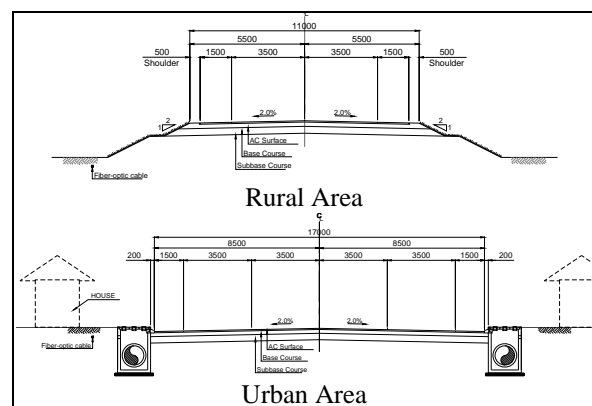 ℄
11000
5500 5500
500 1500 3500 3500 1500 500
Shoulder Shoulder
2.0% 2.0%
2 2
1 1
AC Surface
Base Course
Subbase Course
Fiber-optic cable
Rural Area
℄
17000
8500 8500
200 1500 3500 3500 3500 3500 1500 200
HOUSE
2.0% 2.0%
AC Surface
Base Course
Subbase Course
Fiber-optic cable
Urban Area